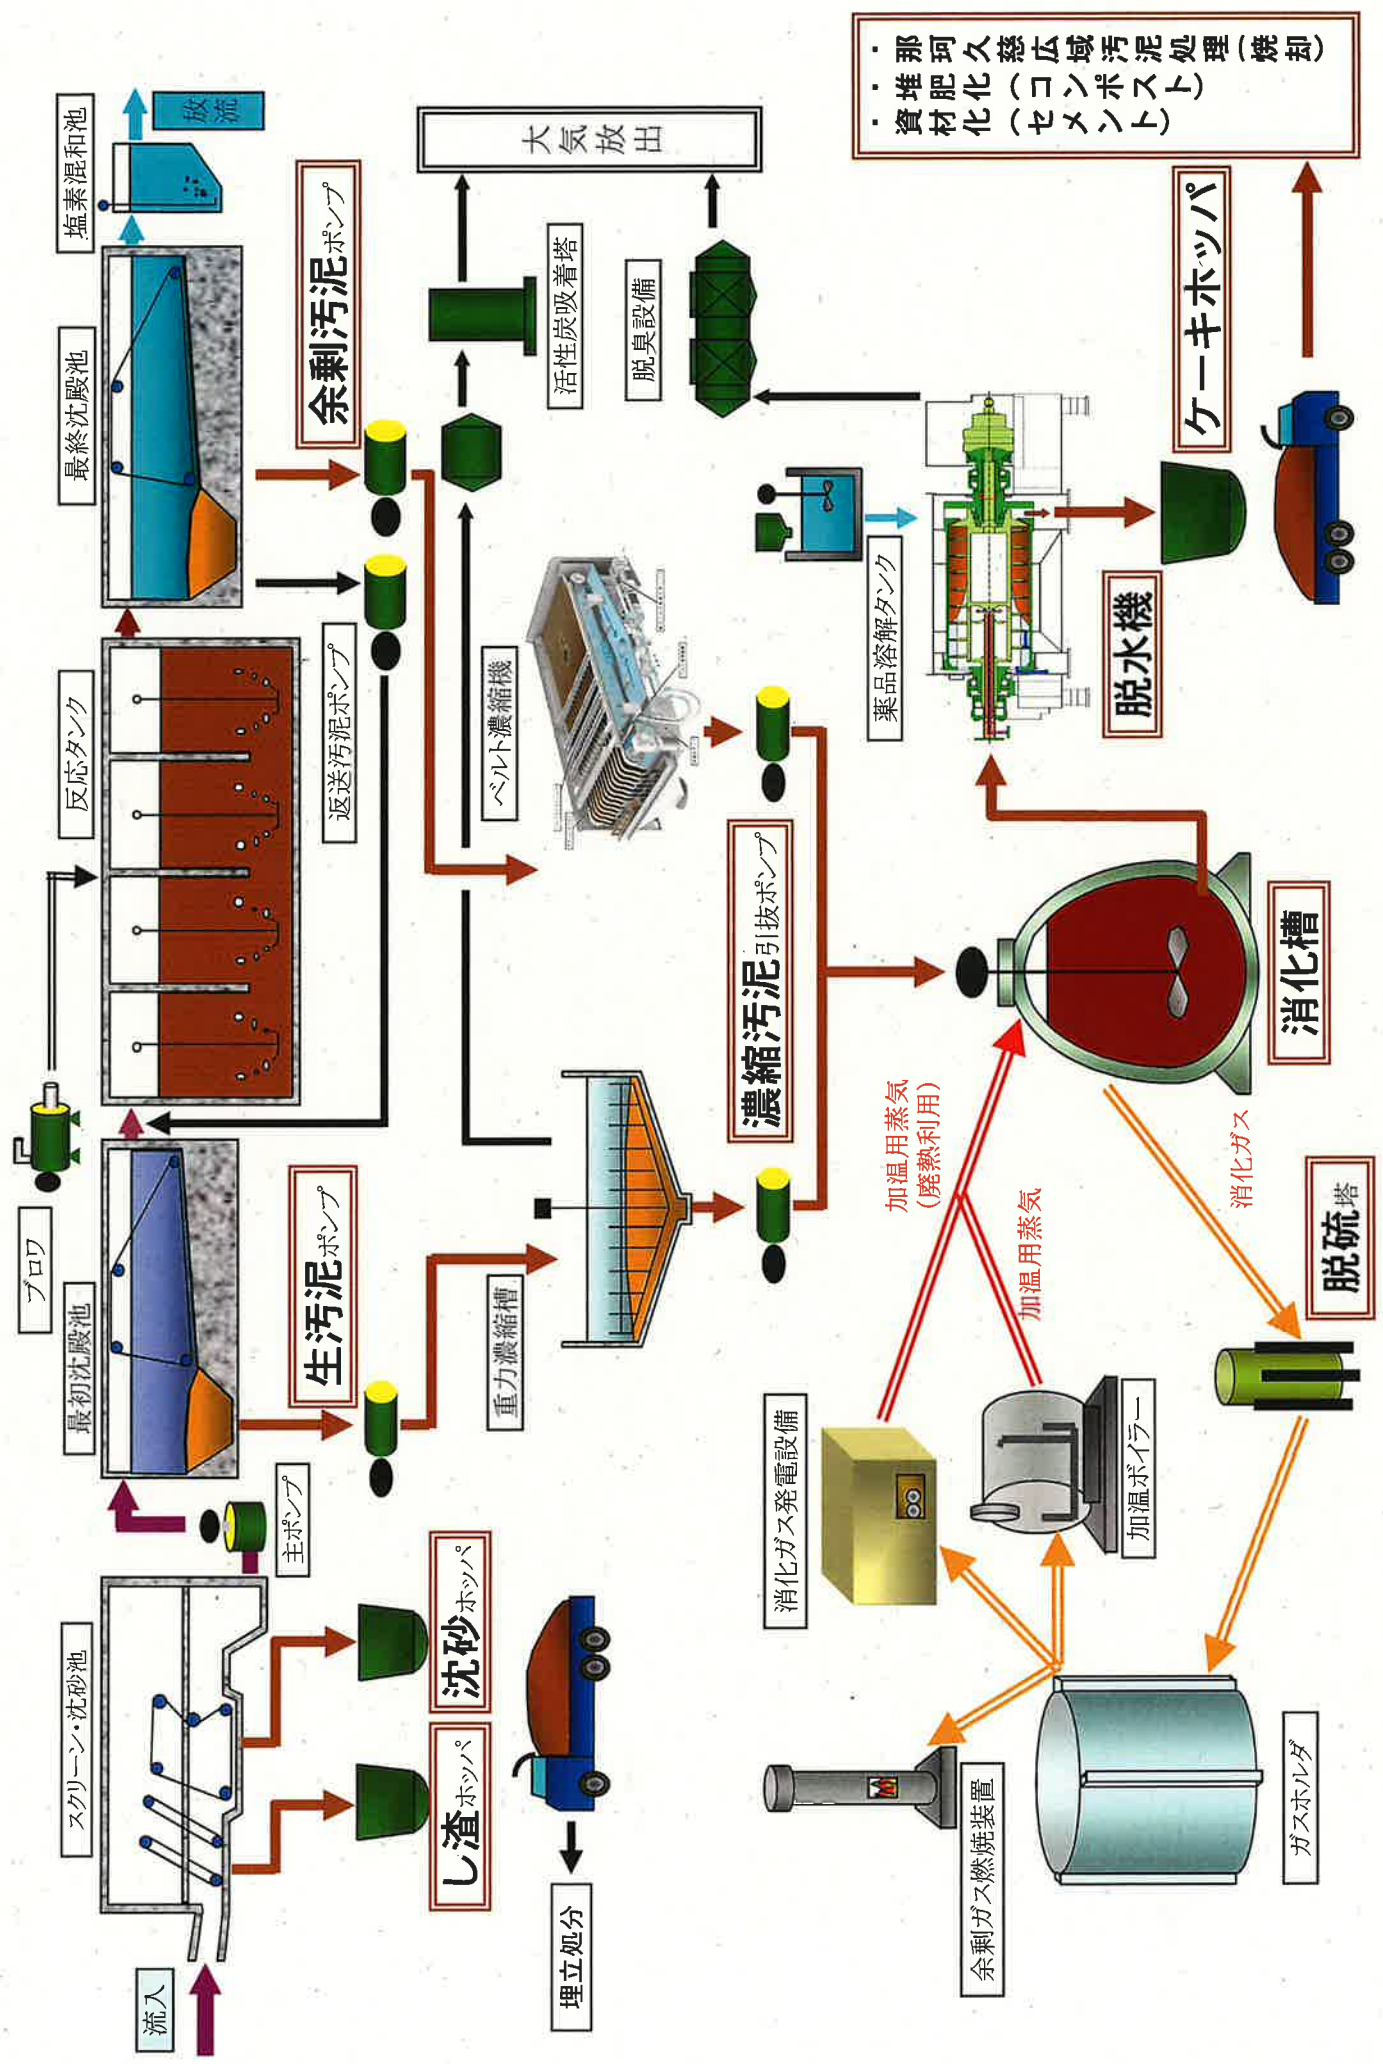 流入
スクリーン・沈砂池
主ポンプ
最初沈殿池
ブロワ
反応タンク
最終沈殿池
塩素混和池
放流
し渣ホッパ
沈砂ホッパ
埋立処分
生汚泥ポンプ
返送汚泥ポンプ
余剰汚泥ポンプ
重力濃縮槽
ベルト濃縮機
活性炭吸着塔
大気放出
脱臭設備
濃縮汚泥引抜ポンプ
薬品溶解タンク
脱水機
ケーキホッパ
・那珂久慈広域汚泥処理(焼却)
・堆肥化(コンポスト)
・資材化(セメント)
消化ガス発電設備
加温用蒸気
(廃熱利用)
加温用蒸気
消化槽
消化ガス
脱硫塔
加温ボイラー
余剰ガス燃焼装置
ガスホルダ